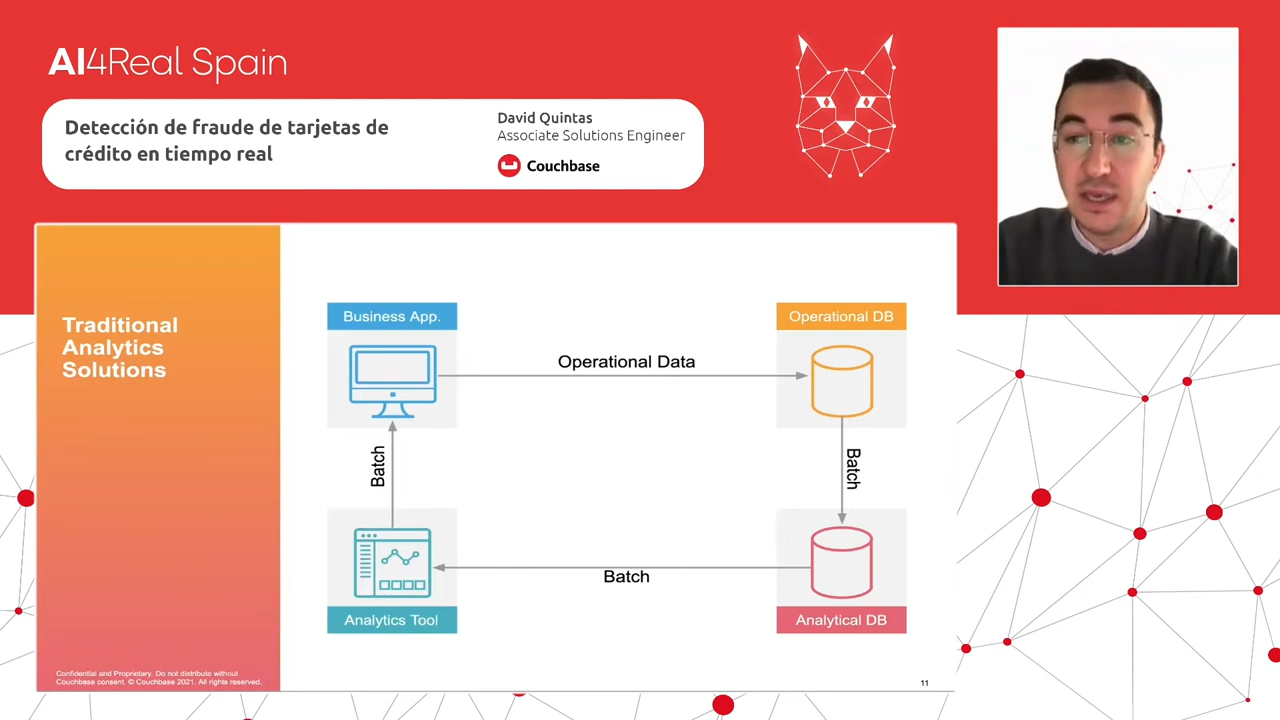 AI4Real Spain
Detección de fraude de tarjetas de
crédito en tiempo real
David Quintas
Associate Solutions Engineer
Couchbase
Traditional
Analytics
Solutions
Business App.
Operational DB
Operational Data
Batch
Batch
Batch
Analytics Tool
Analytical DB
Confidential and Proprietary. Do not distribute without
Couchbase consent. © Couchbase 2021. All rights reserved.
11